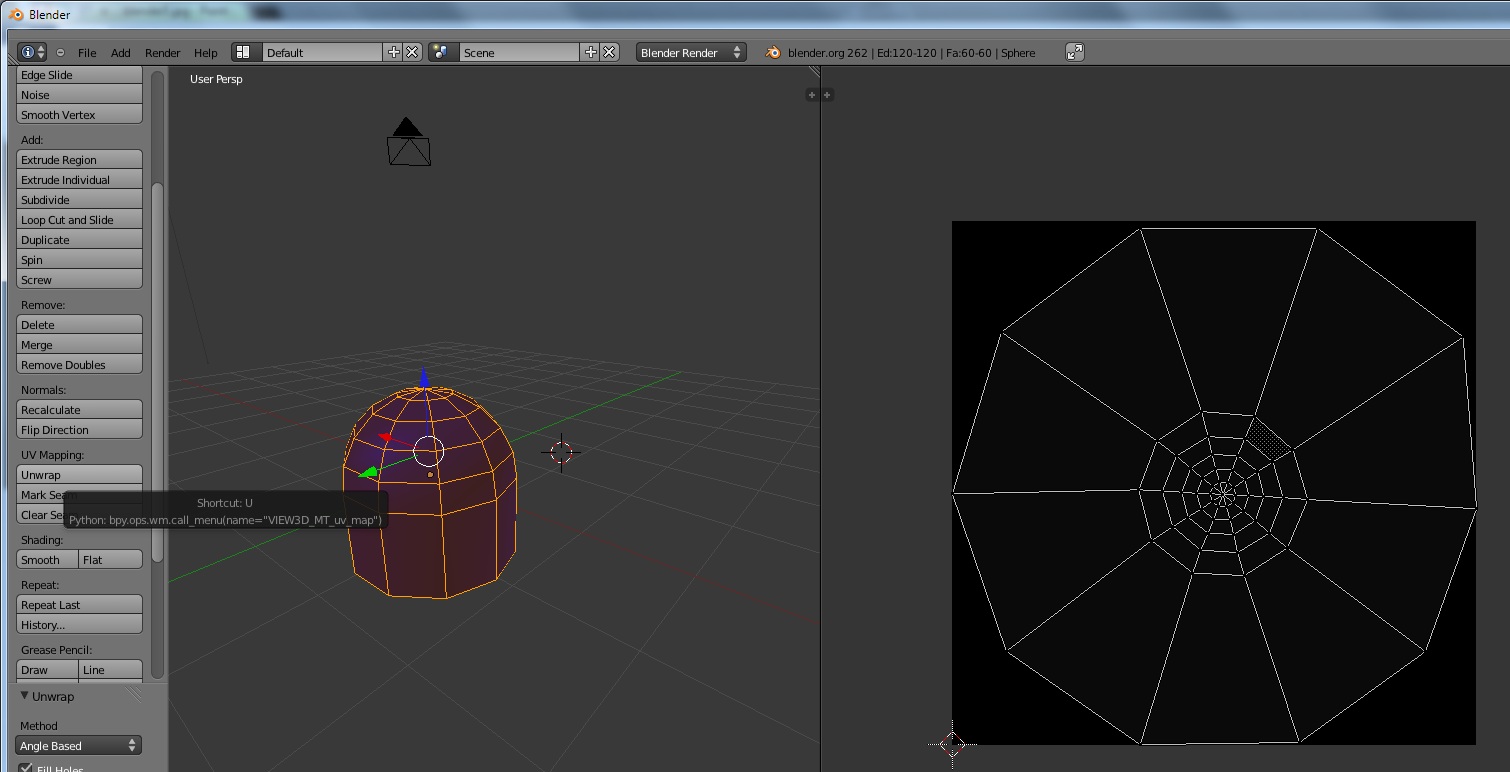 Blender
File Add Render Help Default Scene Blender Render blender.org 262 | Ed:120-120 | Fa:60-60 | Sphere
User Persp
Edge Slide
Noise
Smooth Vertex
Add:
Extrude Region
Extrude Individual
Subdivide
Loop Cut and Slide
Duplicate
Spin
Screw
Remove:
Delete
Merge
Remove Doubles
Normals:
Recalculate
Flip Direction
UV Mapping:
Unwrap
Mark Seam
Clear Sea
Shortcut: U
Python: bpy.ops.wm.call_menu(name="VIEW3D_MT_uv_map")
Shading:
Smooth Flat
Repeat:
Repeat Last
History...
Grease Pencil:
Draw Line
Unwrap
Method
Angle Based
Fill Holes